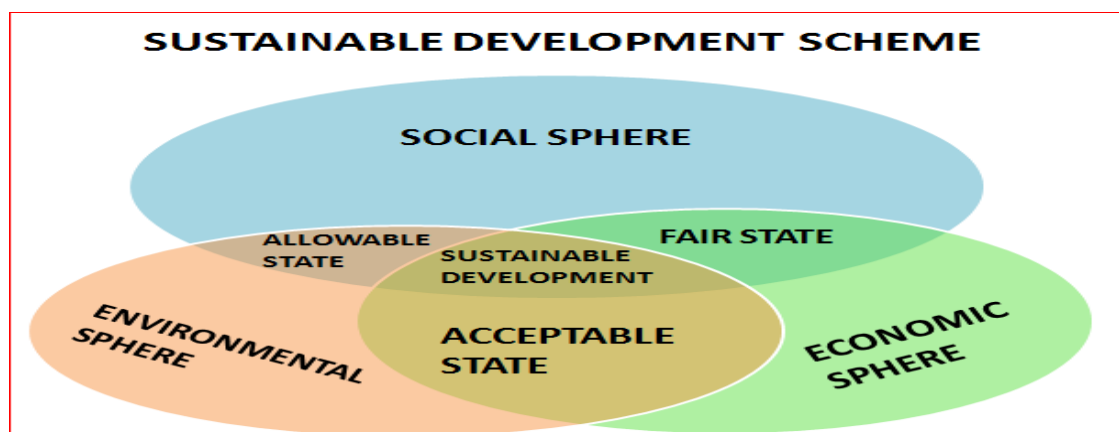 SUSTAINABLE DEVELOPMENT SCHEME
SOCIAL SPHERE
ALLOWABLE
STATE
FAIR STATE
SUSTAINABLE
DEVELOPMENT
ENVIRONMENTAL
SPHERE
ACCEPTABLE
STATE
ECONOMIC
SPHERE